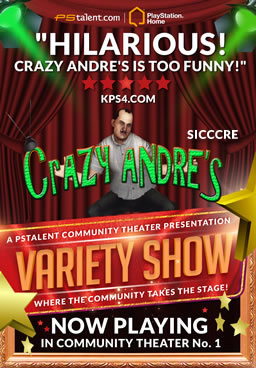 PStalent.com | PlayStation Home
"HILARIOUS!
CRAZY ANDRE'S IS TOO FUNNY!"
KPS4.COM
SICCCRE
CRAZY ANDRE'S
A PSTALENT COMMUNITY THEATER PRESENTATION
VARIETY SHOW
WHERE THE COMMUNITY TAKES THE STAGE!
NOW PLAYING
IN COMMUNITY THEATER No. 1